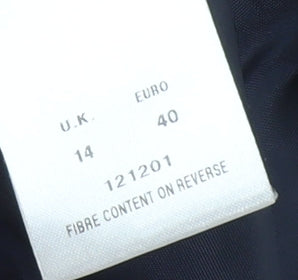 U.K. EURO
14 40
121201
FIBRE CONTENT ON REVERSE